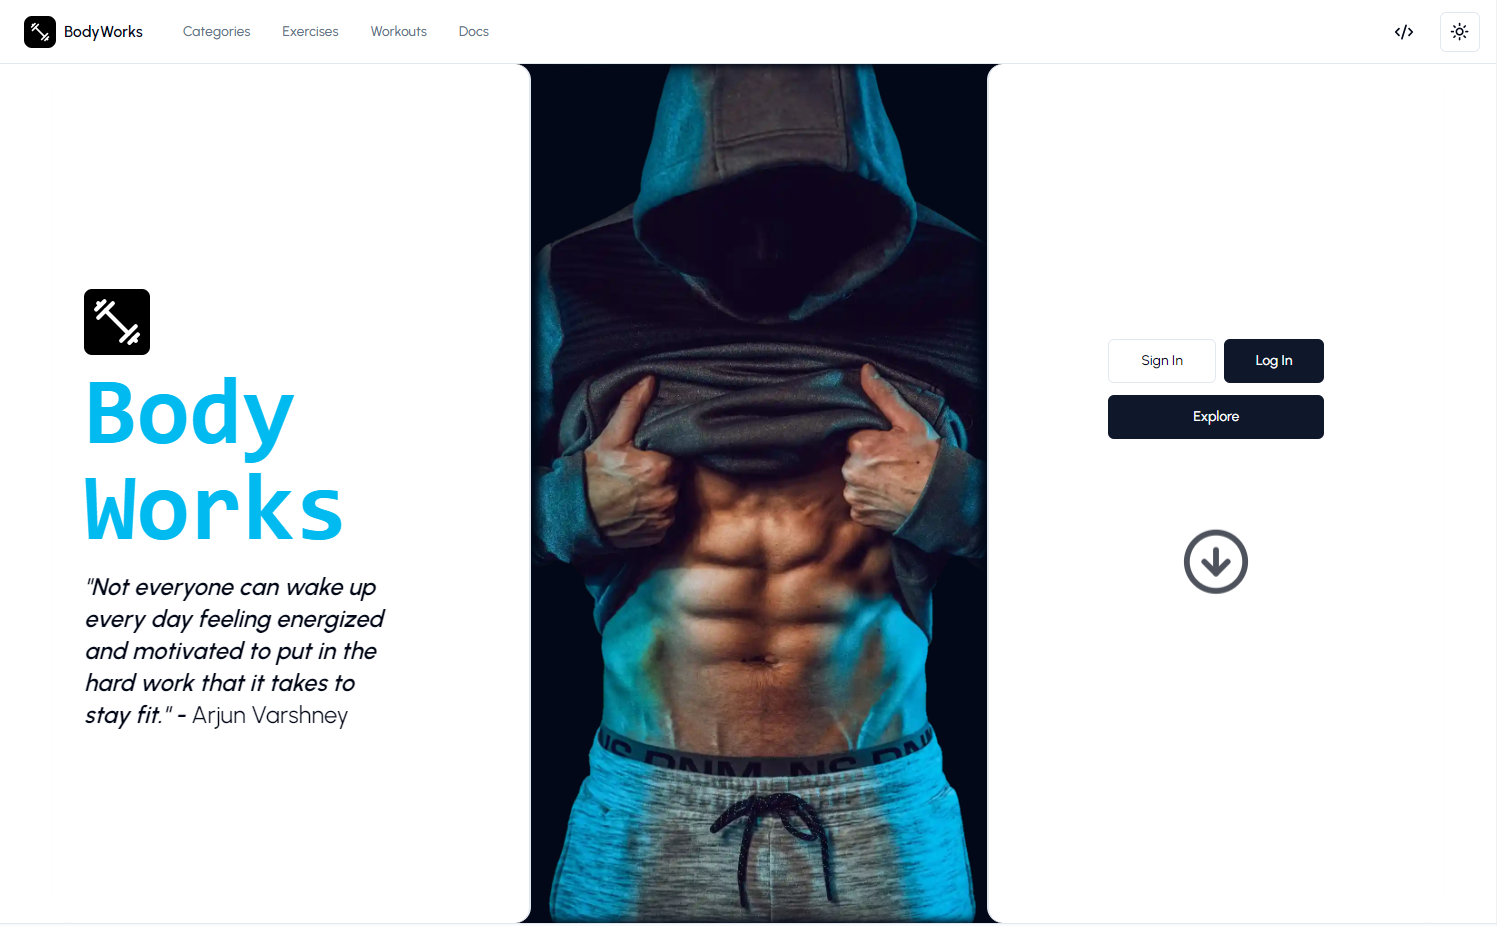 BodyWorks
Categories
Exercises
Workouts
Docs
Body
Works
"Not everyone can wake up
every day feeling energized
and motivated to put in the
hard work that it takes to
stay fit." - Arjun Varshney
Sign In
Log In
Explore